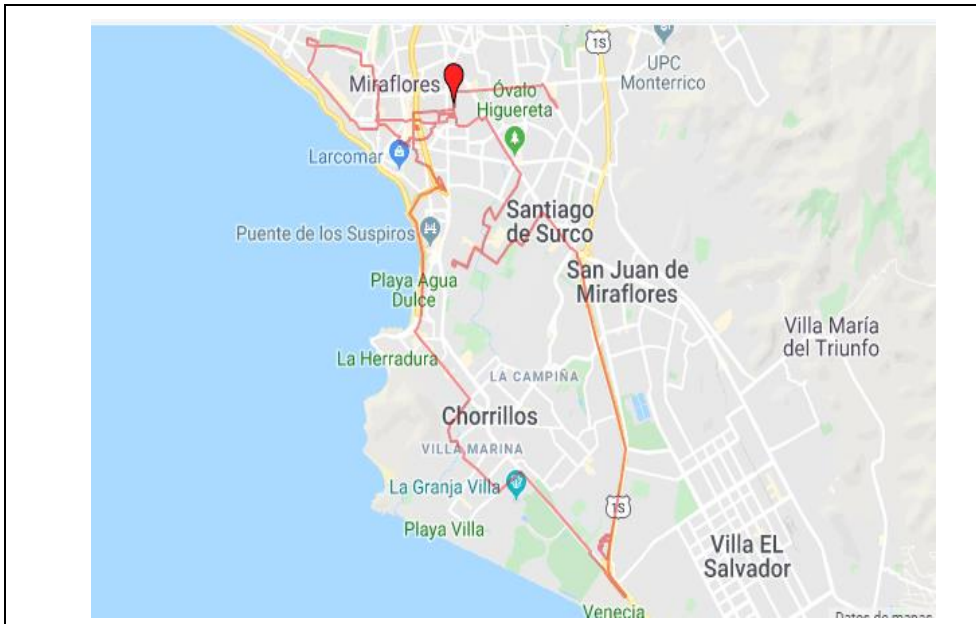 1S
UPC
Monterrico
Miraflores
Óvalo
Higuereta
Larcomar
Santiago
de Surco
Puente de los Suspiros
San Juan de
Miraflores
Playa Agua
Dulce
Villa María
del Triunfo
La Herradura
LA CAMPIÑA
Chorrillos
VILLA MARINA
La Granja Villa
1S
Playa Villa
Villa EL
Salvador
Venecia
Datos de mapas